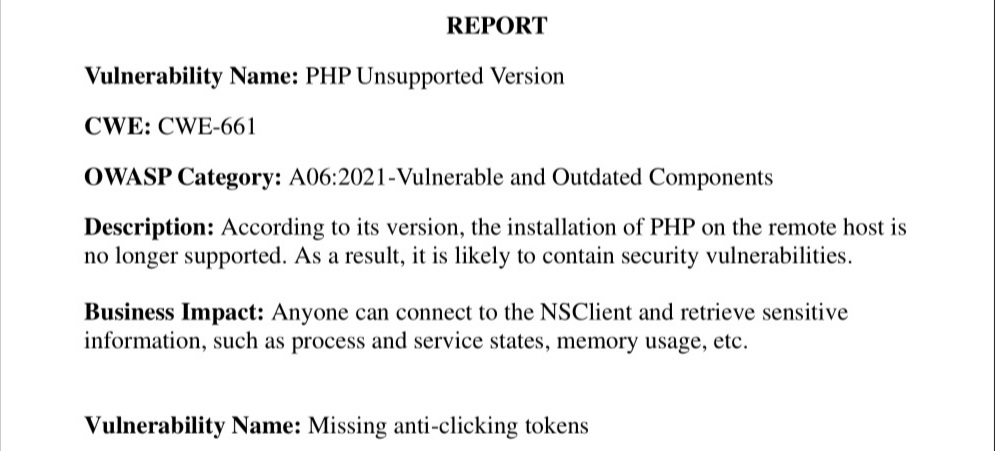 REPORT
Vulnerability Name: PHP Unsupported Version
CWE: CWE-661
OWASP Category: A06:2021-Vulnerable and Outdated Components
Description: According to its version, the installation of PHP on the remote host is
no longer supported. As a result, it is likely to contain security vulnerabilities.
Business Impact: Anyone can connect to the NSClient and retrieve sensitive
information, such as process and service states, memory usage, etc.
Vulnerability Name: Missing anti-clicking tokens